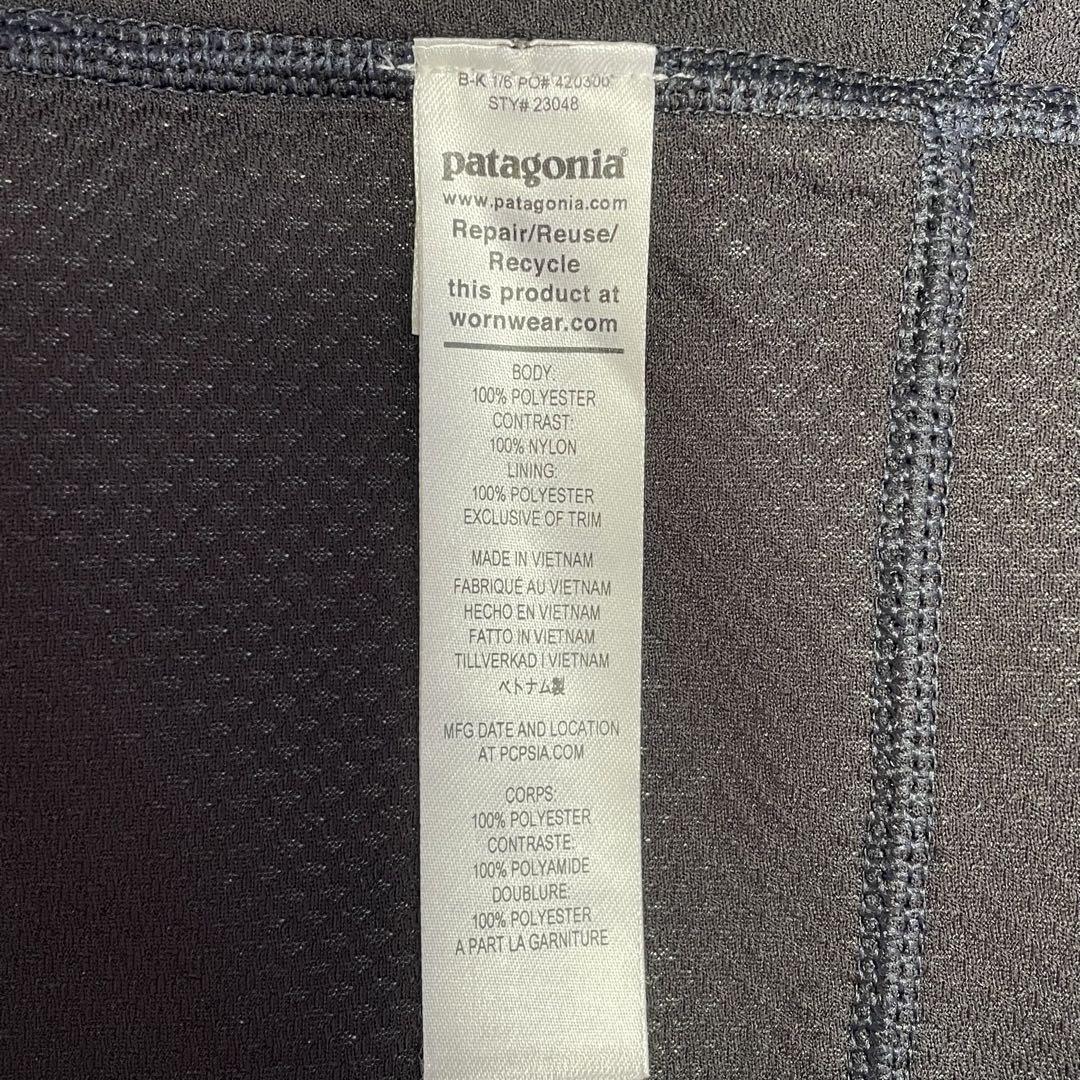 B-K 1/6 PO# 420300
STY# 23048
patagonia®
www.patagonia.com
Repair/Reuse/
Recycle
this product at
wornwear.com
BODY:
100% POLYESTER
CONTRAST:
100% NYLON
LINING:
100% POLYESTER
EXCLUSIVE OF TRIM
MADE IN VIETNAM
FABRIQUÉ AU VIETNAM
HECHO EN VIETNAM
FATTO IN VIETNAM
TILLVERKAD I VIETNAM
ベトナム製
MFG DATE AND LOCATION
AT PCPSIA.COM
CORPS:
100% POLYESTER
CONTRASTE:
100% POLYAMIDE
DOUBLURE:
100% POLYESTER
A PART LA GARNITURE